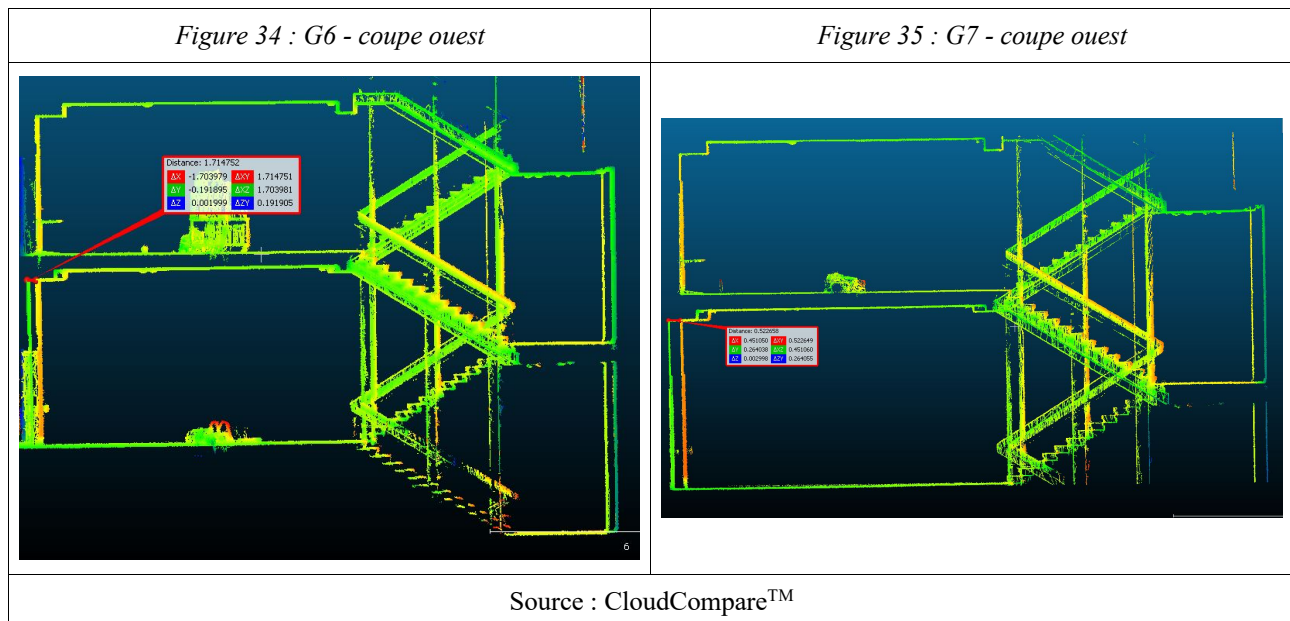 Figure 34 : G6 - coupe ouest
Figure 35 : G7 - coupe ouest
Distance: 1.714752
ΔX -1.703979 ΔXY 1.714751
ΔY -0.191895 ΔXZ 1.703981
ΔZ 0.001999 ΔZY 0.191905
6
Distance: 0.522658
ΔX 0.451050 ΔXY 0.522649
ΔY 0.264038 ΔXZ 0.451060
ΔZ 0.002998 ΔZY 0.264055
Source : CloudCompare™